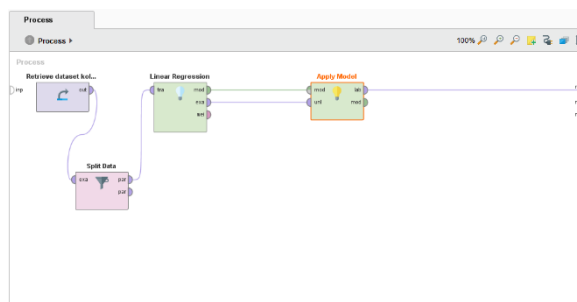 Process
Process
100%
Process
Retrieve dataset kel...
Linear Regression
Apply Model
inp
out
tra
mod
exa
wei
mod
unl
lab
mod
Split Data
exa
par
par